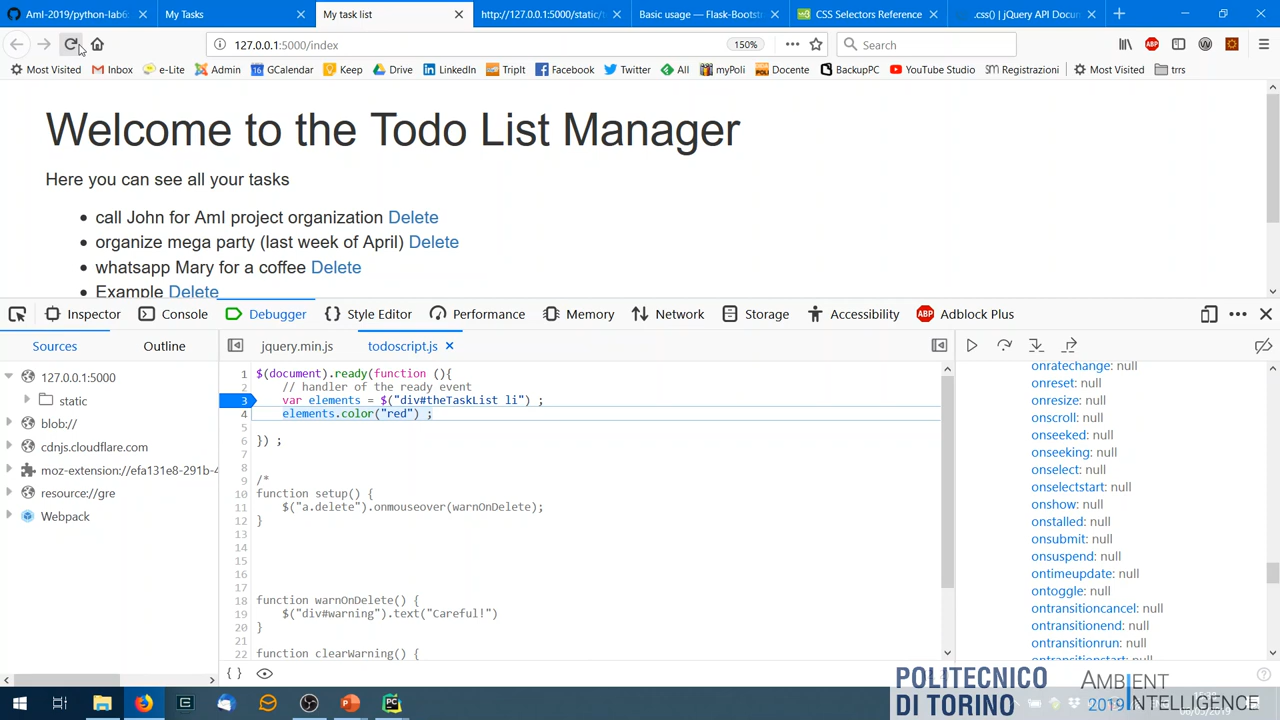 AmI-2019/python-lab6:
My Tasks
My task list
http://127.0.0.1:5000/static/
Basic usage — Flask-Bootst
CSS Selectors Reference
.css() | jQuery API Docum
127.0.0.1:5000/index
150%
Search
Most Visited
Inbox
e-Lite
Admin
GCalendar
Keep
Drive
LinkedIn
TripIt
Facebook
Twitter
All
myPoli
Docente
BackupPC
YouTube Studio
Registrazioni
Most Visited
trrs
Welcome to the Todo List Manager
Here you can see all your tasks
• call John for AmI project organization Delete
• organize mega party (last week of April) Delete
• whatsapp Mary for a coffee Delete
• Example Delete
Inspector
Console
Debugger
{} Style Editor
Performance
Memory
Network
Storage
Accessibility
ABP Adblock Plus
Sources
Outline
jquery.min.js
todoscript.js
127.0.0.1:5000
static
blob://
cdnjs.cloudflare.com
moz-extension://efa131e8-291b-4
resource://gre
Webpack
1 $(document).ready(function (){
2 // handler of the ready event
3 var elements = $("div#theTaskList li") ;
4 elements.color("red") ;
5
6 }) ;
7
8
9 /*
10 function setup() {
11 $("a.delete").onmouseover(warnOnDelete);
12 }
13
14
15
16
17
18 function warnOnDelete() {
19 $("div#warning").text("Careful!")
20 }
21
22 function clearWarning() {
{ }
onratechange: null
onreset: null
onresize: null
onscroll: null
onseeked: null
onseeking: null
onselect: null
onselectstart: null
onshow: null
onstalled: null
onsubmit: null
onsuspend: null
ontimeupdate: null
ontoggle: null
ontransitioncancel: null
ontransitionend: null
ontransitionrun: null
ontransitionstart: null
POLITECNICO
DI TORINO
AMBIENT
2019 INTELLIGENCE